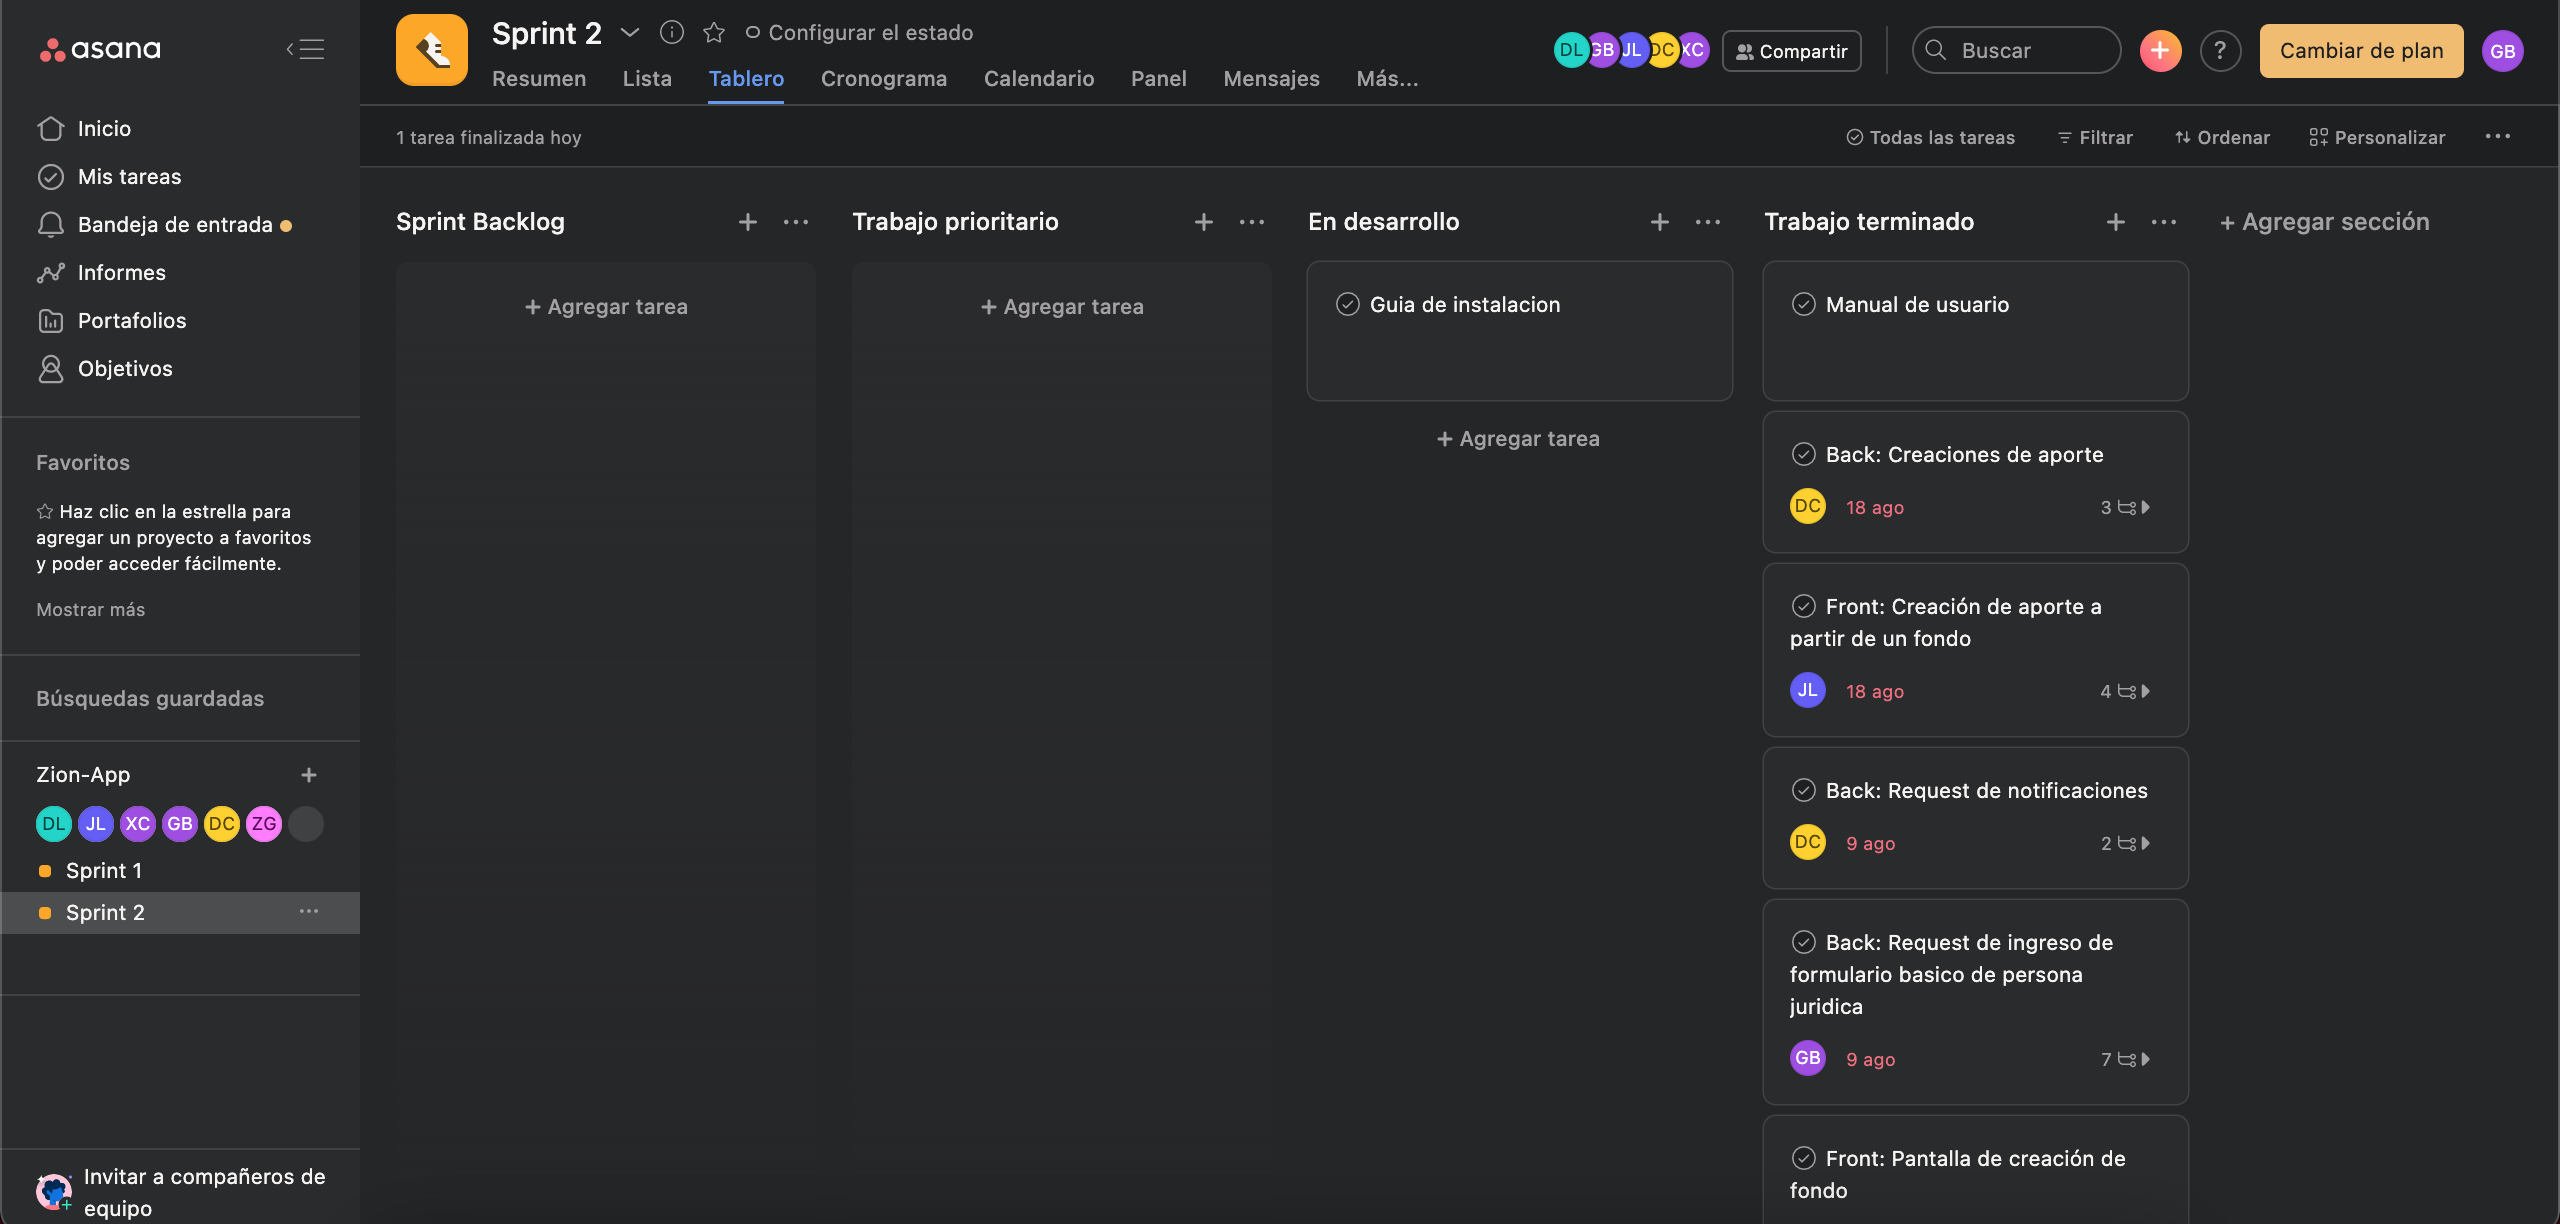 asana
Inicio
Mis tareas
Bandeja de entrada
Informes
Portafolios
Objetivos
Favoritos
Haz clic en la estrella para
agregar un proyecto a favoritos
y poder acceder fácilmente.
Mostrar más
Búsquedas guardadas
Zion-App
DL JL XC GB DC ZG
Sprint 1
Sprint 2
Invitar a compañeros de
equipo
Sprint 2
Configurar el estado
Resumen Lista Tablero Cronograma Calendario Panel Mensajes Más...
DL GB JL DC XC
Compartir
Buscar
?
Cambiar de plan
GB
1 tarea finalizada hoy
Todas las tareas
Filtrar
Ordenar
Personalizar
Sprint Backlog
+ Agregar tarea
Trabajo prioritario
+ Agregar tarea
En desarrollo
Guia de instalacion
+ Agregar tarea
Trabajo terminado
Manual de usuario
Back: Creaciones de aporte
DC 18 ago 3
Front: Creación de aporte a
partir de un fondo
JL 18 ago 4
Back: Request de notificaciones
DC 9 ago 2
Back: Request de ingreso de
formulario basico de persona
juridica
GB 9 ago 7
Front: Pantalla de creación de
fondo
+ Agregar sección